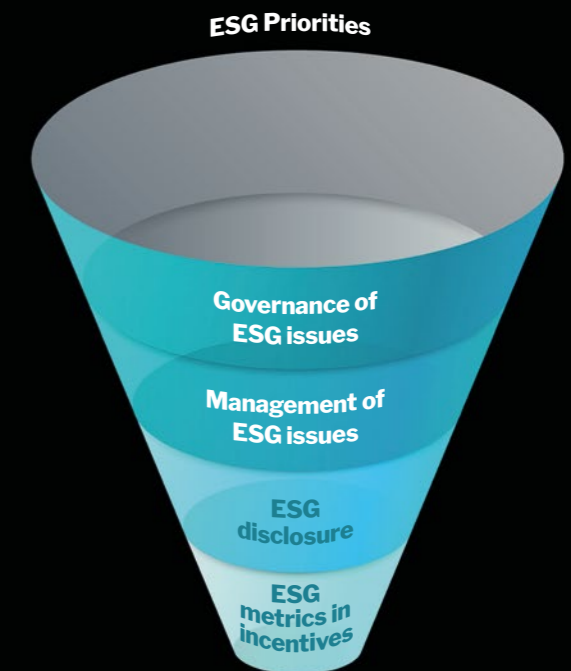 ESG Priorities
Governance of
ESG issues
Management of
ESG issues
ESG
disclosure
ESG
metrics in
incentives